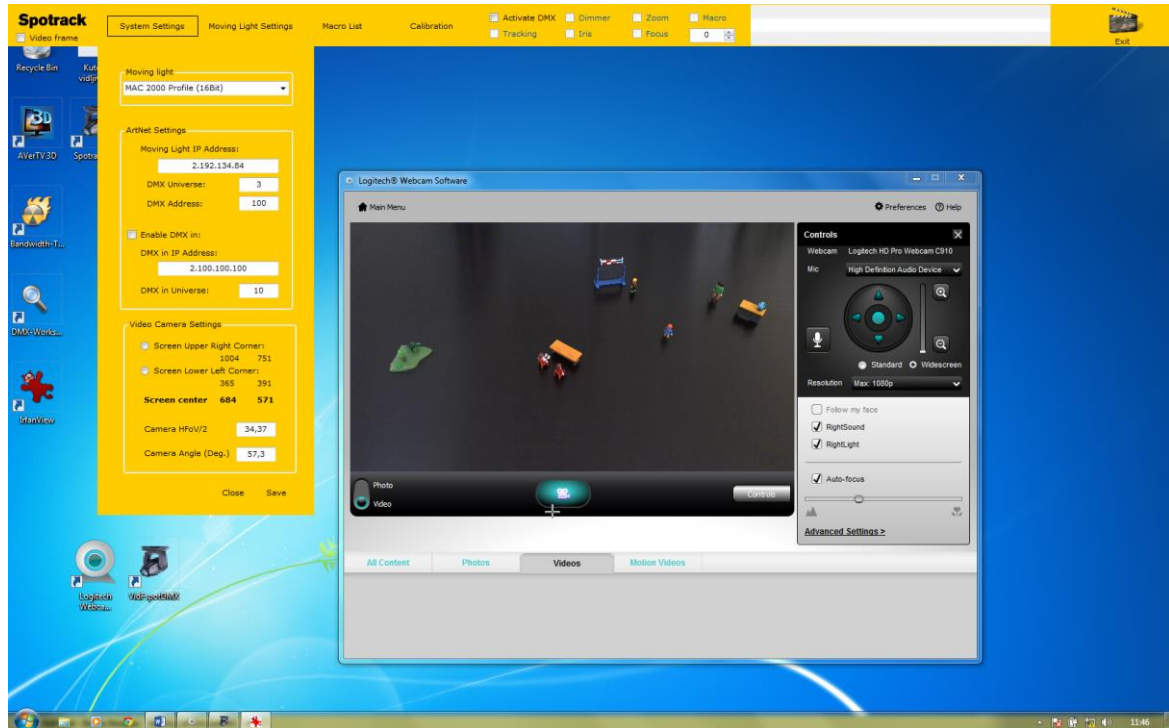 Spotrack
Video frame
System Settings
Moving Light Settings
Macro List
Calibration
Activate DMX
Dimmer
Zoom
Macro
Tracking
Iris
Focus
0
Exit
Recycle Bin
AVerTV 3D
Bandwidth-T...
DMX-Works...
IrfanView
Logitech
Webca...
Moving light
MAC 2000 Profile (16Bit)
ArtNet Settings
Moving Light IP Address:
2.192.134.84
DMX Universe: 3
DMX Address: 100
Enable DMX in:
DMX in IP Address:
2.100.100.100
DMX in Universe: 10
Video Camera Settings
Screen Upper Right Corner:
1004 751
Screen Lower Left Corner:
365 391
Screen center 684 571
Camera HFoV/2 34,37
Camera Angle (Deg.) 57,3
Close Save
Logitech® Webcam Software
Main Menu
Preferences
Help
Controls
Webcam Logitech HD Pro Webcam C910
Mic High Definition Audio Device
Standard Widescreen
Resolution Max: 1080p
Follow my face
RightSound
RightLight
Auto-focus
Advanced Settings >
Photo
Video
Controls
All Content
Photos
Videos
Motion Videos
11:46